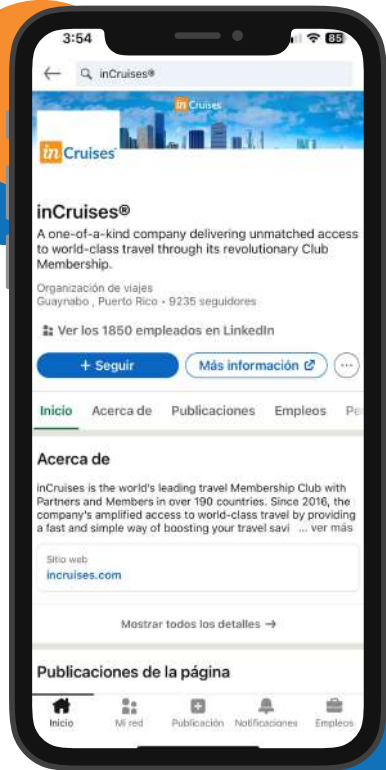 3:54
85
inCruises®
in Cruises
in Cruises
inCruises®
A one-of-a-kind company delivering unmatched access
to world-class travel through its revolutionary Club
Membership.
Organización de viajes
Guaynabo , Puerto Rico • 9235 seguidores
Ver los 1850 empleados en LinkedIn
+ Seguir
Más información
Inicio Acerca de Publicaciones Empleos Pe
Acerca de
inCruises is the world's leading travel Membership Club with
Partners and Members in over 190 countries. Since 2016, the
company's amplified access to world-class travel by providing
a fast and simple way of boosting your travel savi ... ver más
Sitio web
incruises.com
Mostrar todos los detalles →
Publicaciones de la página
Inicio Mi red Publicación Notificaciones Empleos